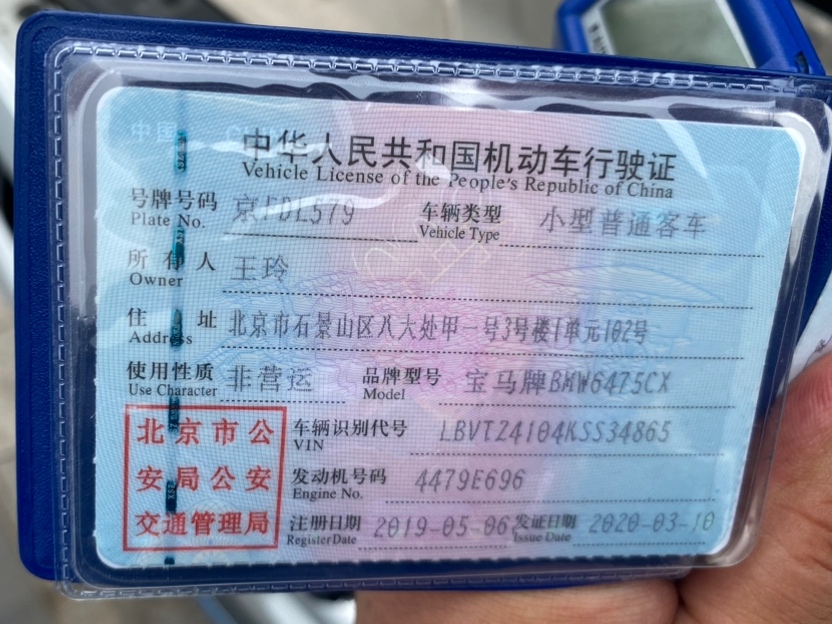 中华人民共和国机动车行驶证
Vehicle License of the People's Republic of China
号牌号码 京FDL579 车辆类型 小型普通客车
Plate No. Vehicle Type
所有人 王玲
Owner
住址 北京市石景山区八大处甲一号3号楼1单元102号
Address
使用性质 非营运 品牌型号 宝马牌BMW6475CX
Use Character Model
北京市公
安局公安
交通管理局
车辆识别代号 LBVTZ4104KSS34865
VIN
发动机号码 4479E696
Engine No.
注册日期 2019-05-06 发证日期 2020-03-10
Register Date Issue Date